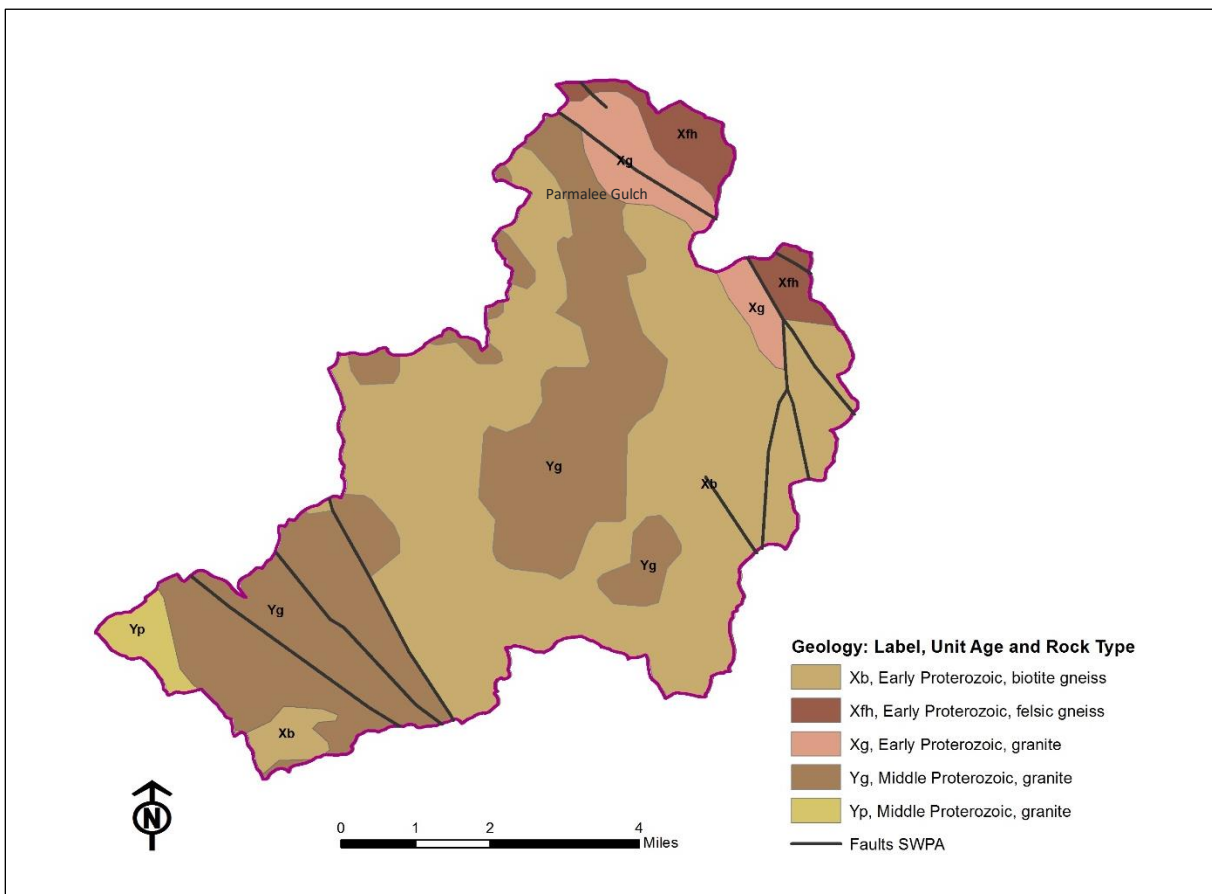 Xfh
Xg
Parmalee Gulch
Xfh
Xg
Yg
Xb
Yg
Yg
Yp
Xb
Geology: Label, Unit Age and Rock Type
Xb, Early Proterozoic, biotite gneiss
Xfh, Early Proterozoic, felsic gneiss
Xg, Early Proterozoic, granite
Yg, Middle Proterozoic, granite
Yp, Middle Proterozoic, granite
Faults SWPA
N
0 1 2 4
Miles